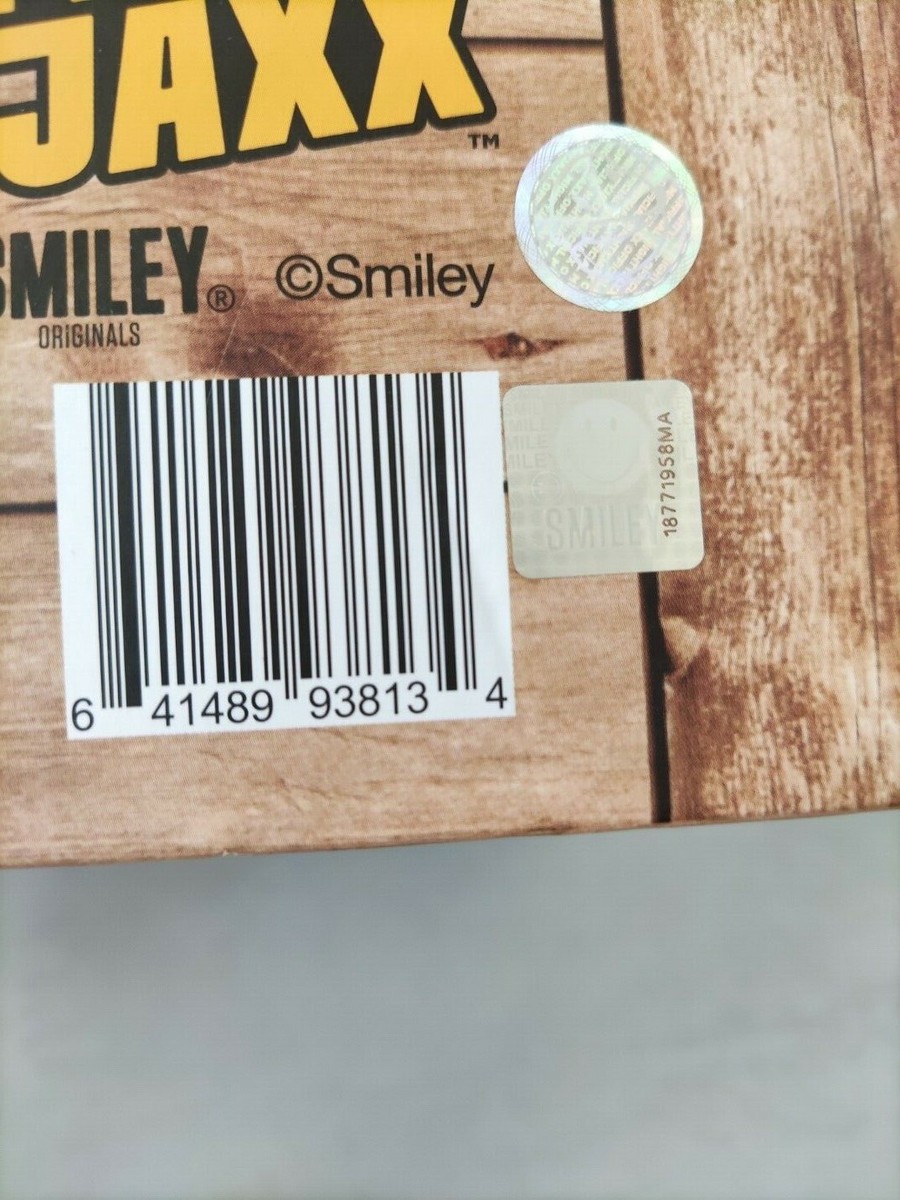 JAXX
™
SMILEY®
ORIGINALS
©Smiley
SMILEY
18771958MA
6 41489 93813 4